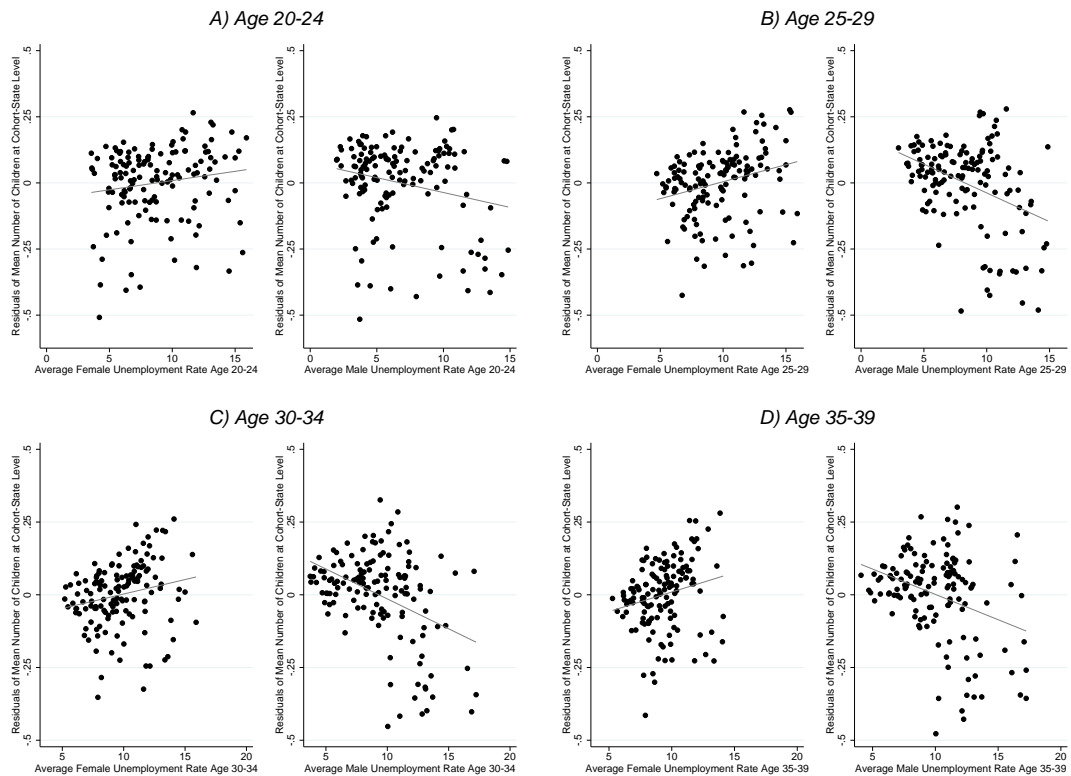 A) Age 20-24
B) Age 25-29
Residuals of Mean Number of Children at Cohort-State Level
.5
.25
0
-.25
-.5
0 5 10 15
Average Female Unemployment Rate Age 20-24
Residuals of Mean Number of Children at Cohort-State Level
.5
.25
0
-.25
-.5
0 5 10 15
Average Male Unemployment Rate Age 20-24
Residuals of Mean Number of Children at Cohort-State Level
.5
.25
0
-.25
-.5
0 5 10 15
Average Female Unemployment Rate Age 25-29
Residuals of Mean Number of Children at Cohort-State Level
.5
.25
0
-.25
-.5
0 5 10 15
Average Male Unemployment Rate Age 25-29
C) Age 30-34
D) Age 35-39
Residuals of Mean Number of Children at Cohort-State Level
.5
.25
0
-.25
-.5
5 10 15 20
Average Female Unemployment Rate Age 30-34
Residuals of Mean Number of Children at Cohort-State Level
.5
.25
0
-.25
-.5
5 10 15 20
Average Male Unemployment Rate Age 30-34
Residuals of Mean Number of Children at Cohort-State Level
.5
.25
0
-.25
-.5
5 10 15 20
Average Female Unemployment Rate Age 35-39
Residuals of Mean Number of Children at Cohort-State Level
.5
.25
0
-.25
-.5
5 10 15 20
Average Male Unemployment Rate Age 35-39